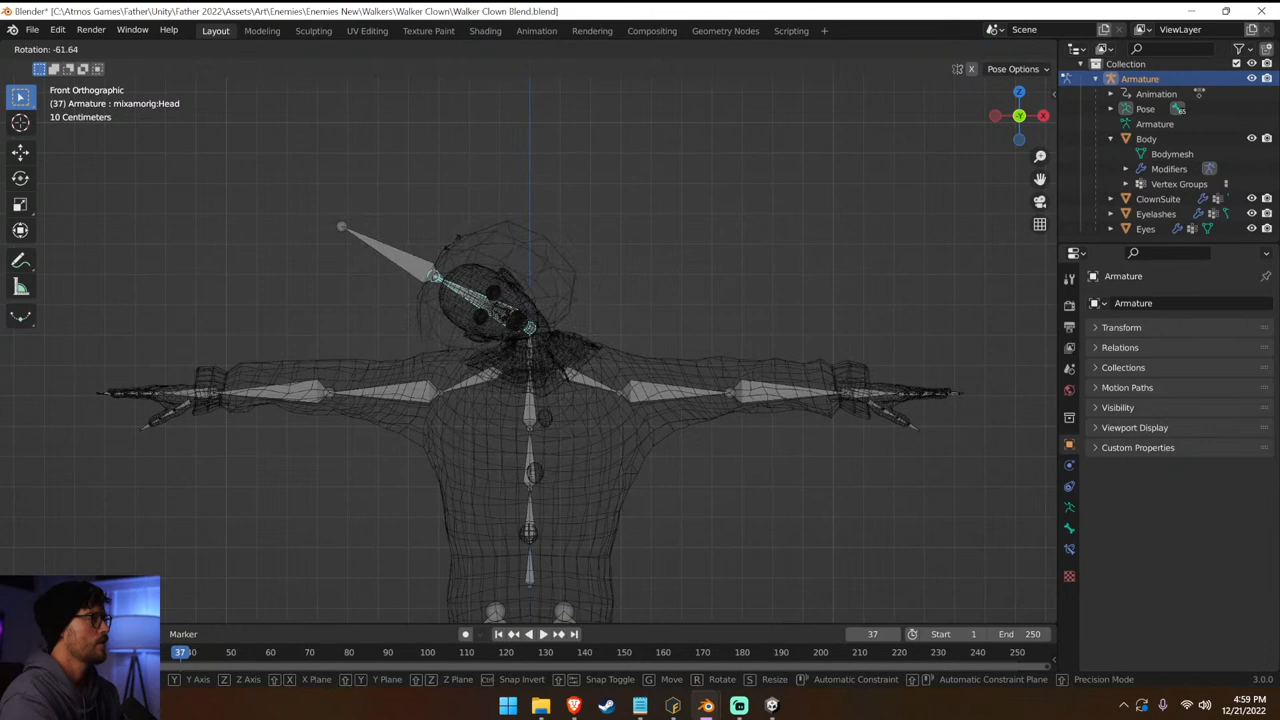 Blender* [C:\Atmos Games\Father\Unity\Father 2022\Assets\Art\Enemies\Enemies New\Walkers\Walker Clown\Walker Clown Blend.blend]
File Edit Render Window Help Layout Modeling Sculpting UV Editing Texture Paint Shading Animation Rendering Compositing Geometry Nodes Scripting + Scene ViewLayer
Rotation: -61.64
X Pose Options
Collection
Front Orthographic
(37) Armature : mixamorig:Head
10 Centimeters
Z
-Y
X
Armature
Animation
Pose 65
Armature
Body
Bodymesh
Modifiers
Vertex Groups
ClownSuite
Eyelashes
Eyes
Armature
Armature
Transform
Relations
Collections
Motion Paths
Visibility
Viewport Display
Custom Properties
Marker 37 Start 1 End 250
37 40 50 60 70 80 90 100 110 120 130 140 150 160 170 180 190 200 210 220 230 240 250
Y Y Axis Z Z Axis X X Plane Y Y Plane Z Z Plane Ctrl Snap Invert Snap Toggle G Move R Rotate S Resize Automatic Constraint Automatic Constraint Plane Precision Mode 3.0.0
4:59 PM
12/21/2022